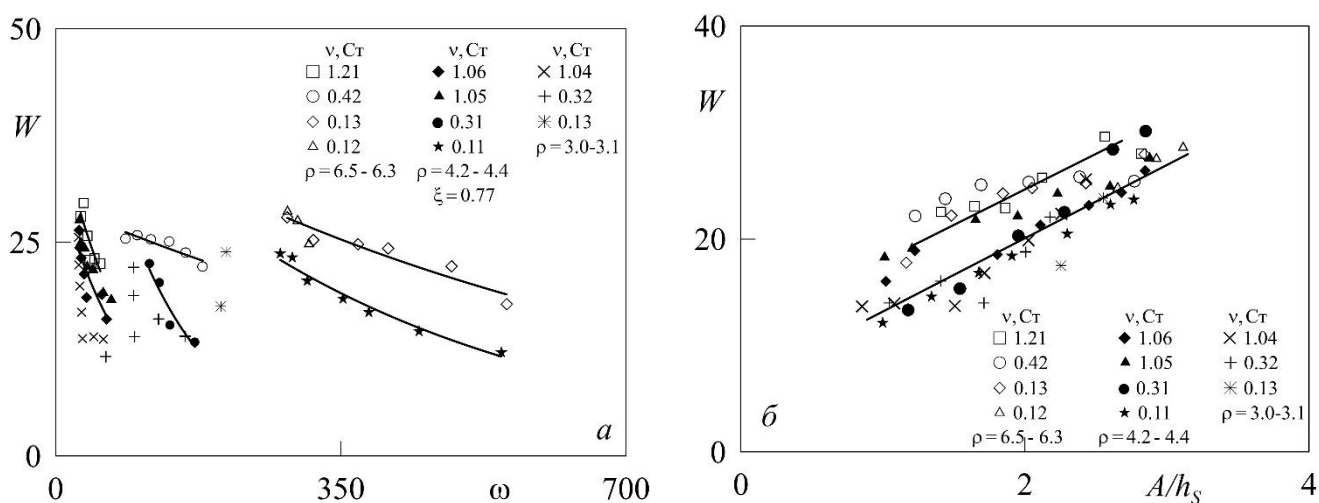 50
ν, Ст ν, Ст ν, Ст
1.21 1.06 1.04
0.42 1.05 0.32
W 0.13 0.31 0.13
0.12 0.11 ρ = 3.0-3.1
ρ = 6.5 - 6.3 ρ = 4.2 - 4.4
ξ = 0.77
25
а
0
0 350 ω 700
40
W
20
ν, Ст ν, Ст ν, Ст
1.21 1.06 1.04
0.42 1.05 0.32
0.13 0.31 0.13
б 0.12 0.11 ρ = 3.0-3.1
ρ = 6.5 - 6.3 ρ = 4.2 - 4.4
0
0 2 A/hS 4